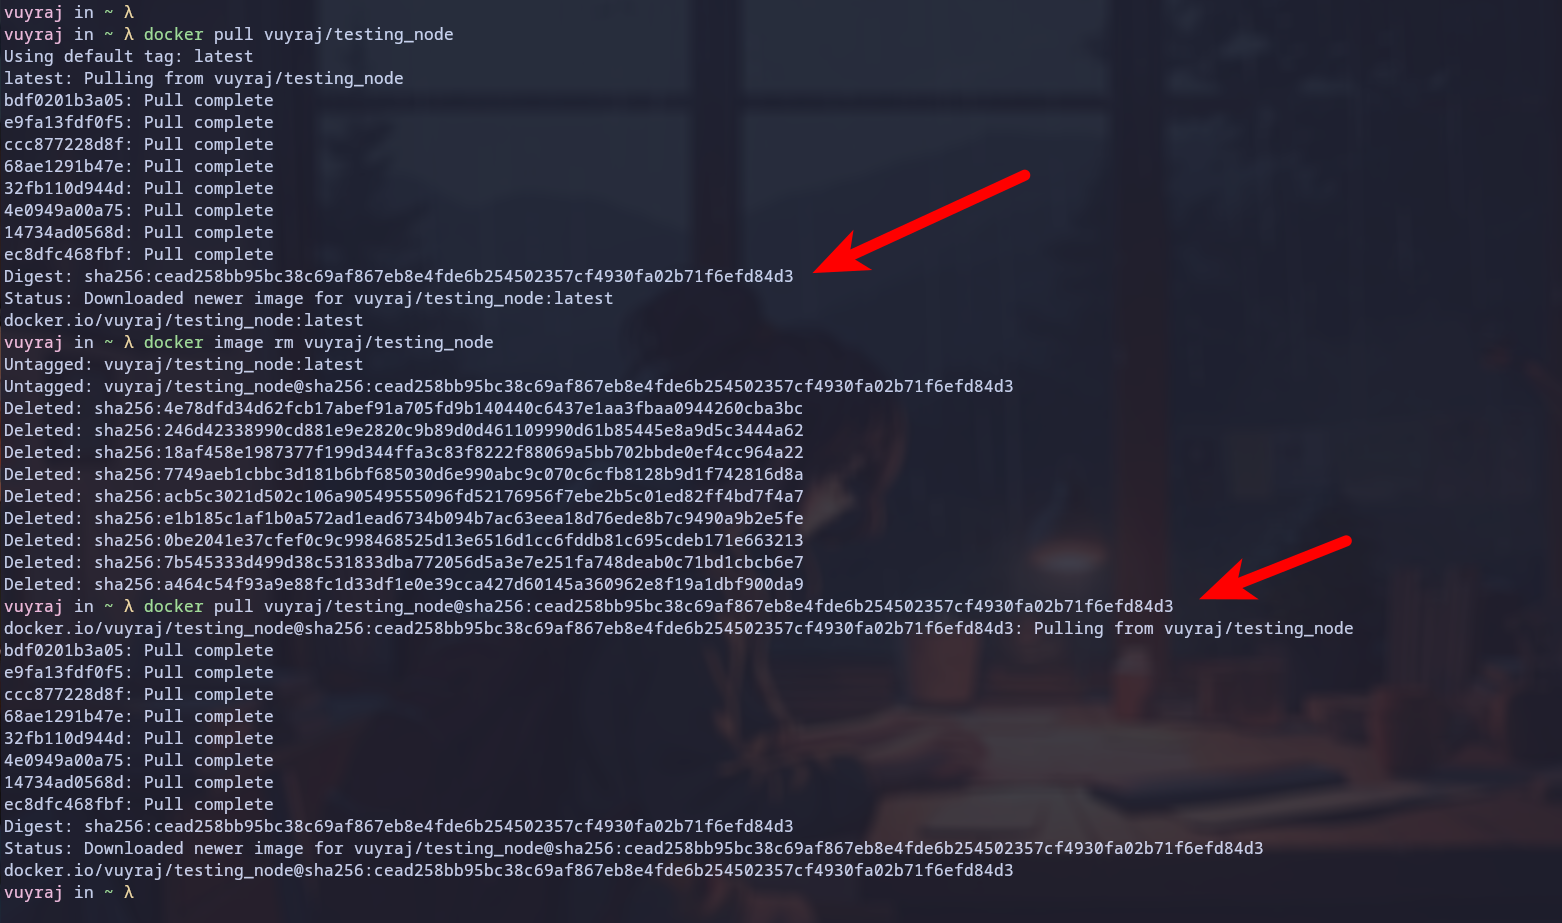 vuyraj in ~ λ
vuyraj in ~ λ docker pull vuyraj/testing_node
Using default tag: latest
latest: Pulling from vuyraj/testing_node
bdf0201b3a05: Pull complete
e9fa13fdf0f5: Pull complete
ccc877228d8f: Pull complete
68ae1291b47e: Pull complete
32fb110d944d: Pull complete
4e0949a00a75: Pull complete
14734ad0568d: Pull complete
ec8dfc468fbf: Pull complete
Digest: sha256:cead258bb95bc38c69af867eb8e4fde6b254502357cf4930fa02b71f6efd84d3
Status: Downloaded newer image for vuyraj/testing_node:latest
docker.io/vuyraj/testing_node:latest
vuyraj in ~ λ docker image rm vuyraj/testing_node
Untagged: vuyraj/testing_node:latest
Untagged: vuyraj/testing_node@sha256:cead258bb95bc38c69af867eb8e4fde6b254502357cf4930fa02b71f6efd84d3
Deleted: sha256:4e78dfd34d62fcb17abef91a705fd9b140440c6437e1aa3fbaa0944260cba3bc
Deleted: sha256:246d42338990cd881e9e2820c9b89d0d461109990d61b85445e8a9d5c3444a62
Deleted: sha256:18af458e1987377f199d344ffa3c83f8222f88069a5bb702bbde0ef4cc964a22
Deleted: sha256:7749aeb1cbbc3d181b6bf685030d6e990abc9c070c6cfb8128b9d1f742816d8a
Deleted: sha256:acb5c3021d502c106a90549555096fd52176956f7ebe2b5c01ed82ff4bd7f4a7
Deleted: sha256:e1b185c1af1b0a572ad1ead6734b094b7ac63eea18d76ede8b7c9490a9b2e5fe
Deleted: sha256:0be2041e37cfef0c9c998468525d13e6516d1cc6fddb81c695cdeb171e663213
Deleted: sha256:7b545333d499d38c531833dba772056d5a3e7e251fa748deab0c71bd1cbcb6e7
Deleted: sha256:a464c54f93a9e88fc1d33df1e0e39cca427d60145a360962e8f19a1dbf900da9
vuyraj in ~ λ docker pull vuyraj/testing_node@sha256:cead258bb95bc38c69af867eb8e4fde6b254502357cf4930fa02b71f6efd84d3
docker.io/vuyraj/testing_node@sha256:cead258bb95bc38c69af867eb8e4fde6b254502357cf4930fa02b71f6efd84d3: Pulling from vuyraj/testing_node
bdf0201b3a05: Pull complete
e9fa13fdf0f5: Pull complete
ccc877228d8f: Pull complete
68ae1291b47e: Pull complete
32fb110d944d: Pull complete
4e0949a00a75: Pull complete
14734ad0568d: Pull complete
ec8dfc468fbf: Pull complete
Digest: sha256:cead258bb95bc38c69af867eb8e4fde6b254502357cf4930fa02b71f6efd84d3
Status: Downloaded newer image for vuyraj/testing_node@sha256:cead258bb95bc38c69af867eb8e4fde6b254502357cf4930fa02b71f6efd84d3
docker.io/vuyraj/testing_node@sha256:cead258bb95bc38c69af867eb8e4fde6b254502357cf4930fa02b71f6efd84d3
vuyraj in ~ λ